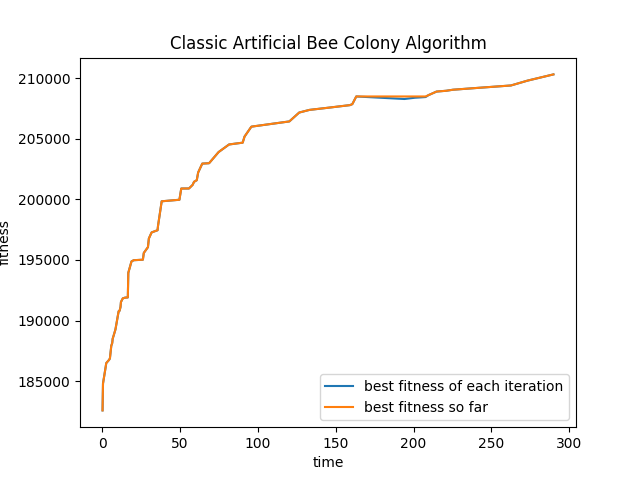 Classic Artificial Bee Colony Algorithm
210000
205000
200000
195000
190000
185000
fitness
0 50 100 150 200 250 300
time
best fitness of each iteration
best fitness so far